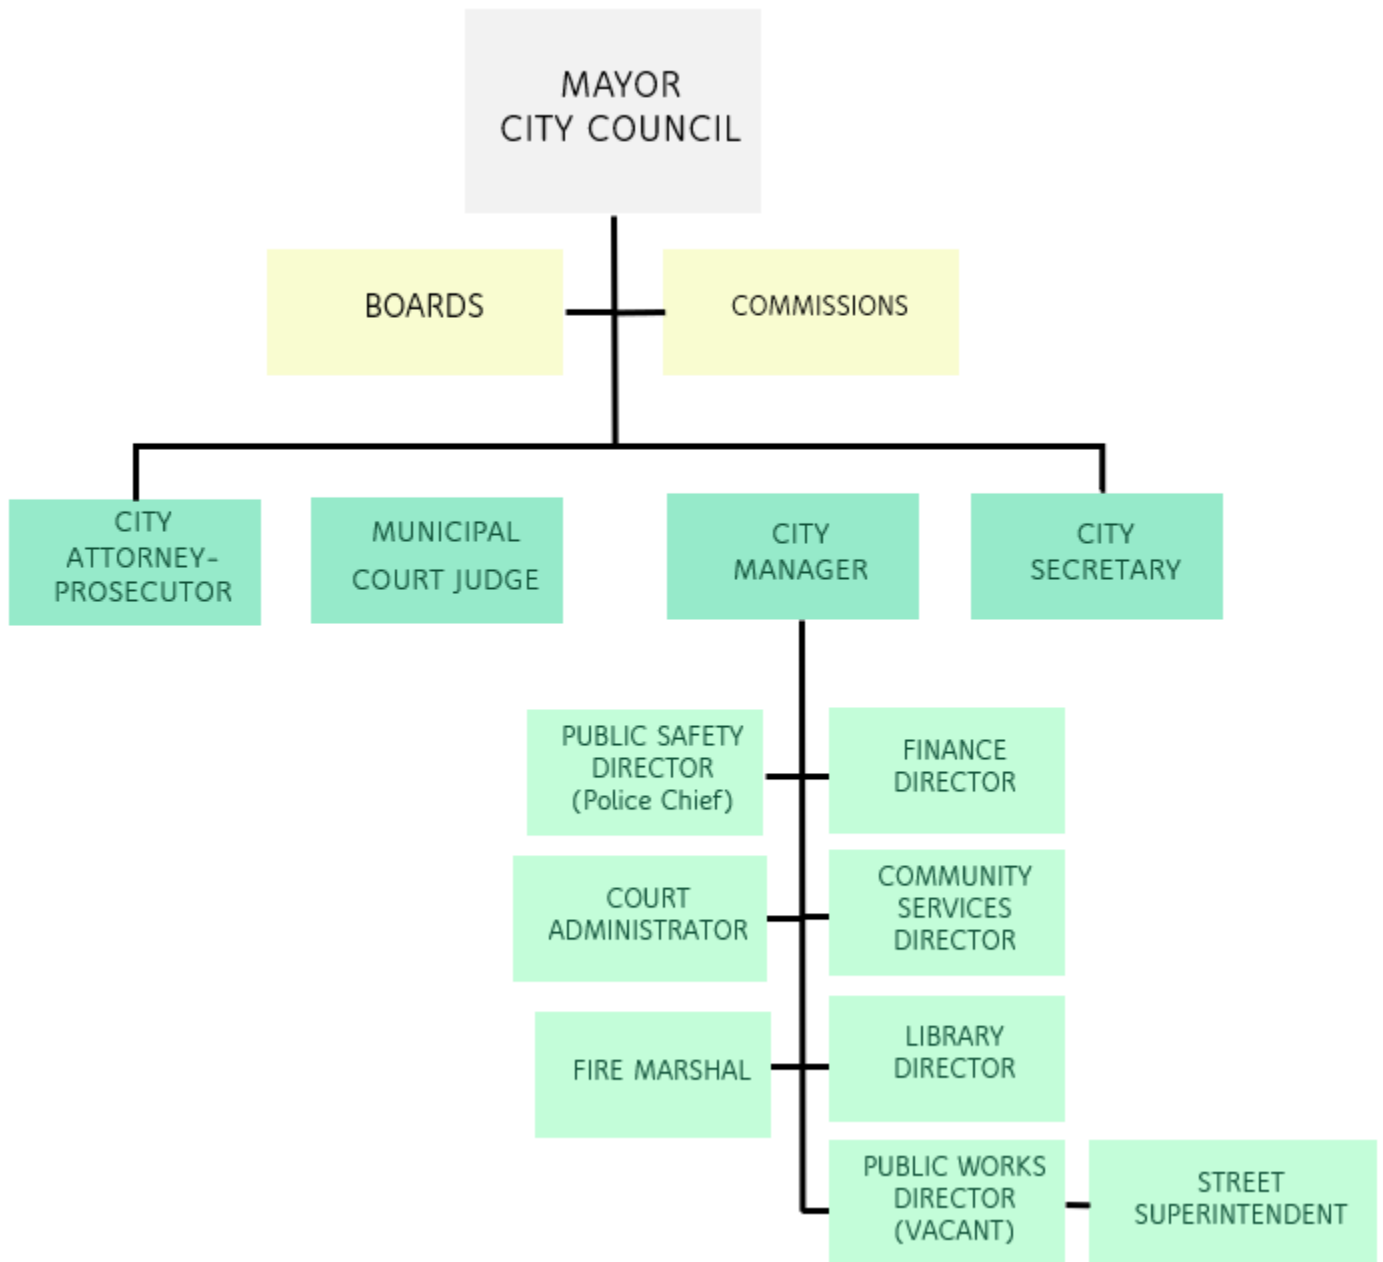 MAYOR
CITY COUNCIL
BOARDS
COMMISSIONS
CITY
ATTORNEY-
PROSECUTOR
MUNICIPAL
COURT JUDGE
CITY
MANAGER
CITY
SECRETARY
PUBLIC SAFETY
DIRECTOR
(Police Chief)
FINANCE
DIRECTOR
COURT
ADMINISTRATOR
COMMUNITY
SERVICES
DIRECTOR
FIRE MARSHAL
LIBRARY
DIRECTOR
PUBLIC WORKS
DIRECTOR
(VACANT)
STREET
SUPERINTENDENT